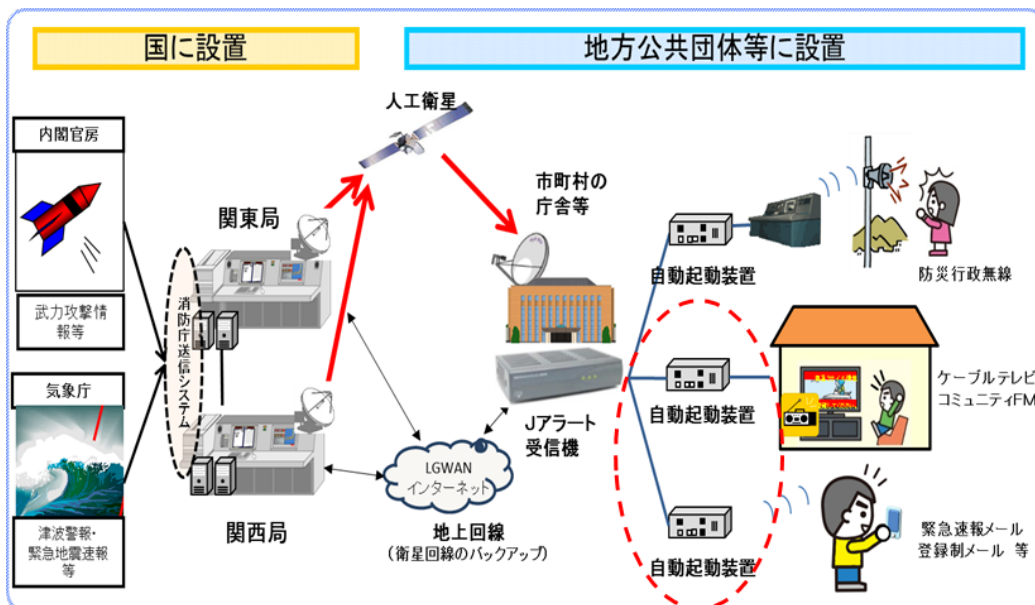 国に設置
地方公共団体等に設置
内閣官房
武力攻撃情
報等
気象庁
津波警報・
緊急地震速報
等
消防庁送信システム
関東局
関西局
人工衛星
市町村の
庁舎等
Jアラート
受信機
LGWAN
インターネット
地上回線
（衛星回線のバックアップ）
自動起動装置
防災行政無線
自動起動装置
ケーブルテレビ
コミュニティFM
自動起動装置
緊急速報メール
登録制メール 等